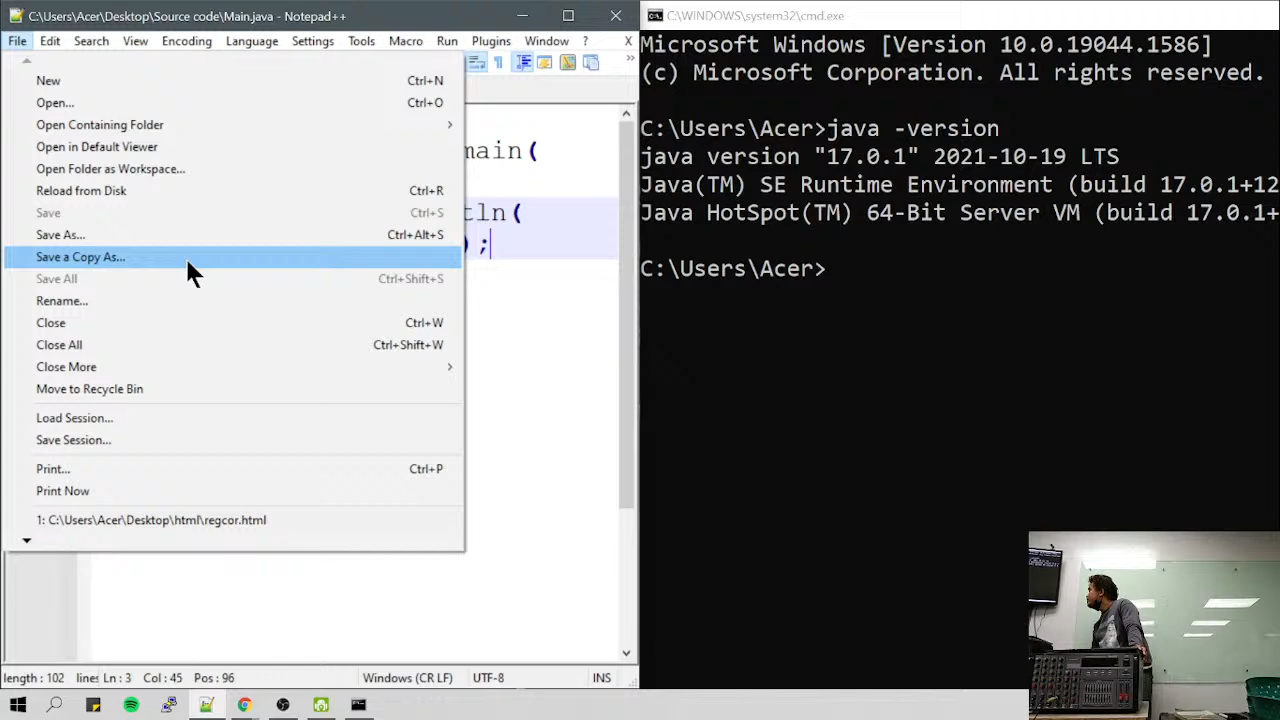 C:\Users\Acer\Desktop\Source code\Main.java - Notepad++
File Edit Search View Encoding Language Settings Tools Macro Run Plugins Window ? X
New Ctrl+N
Open... Ctrl+O
Open Containing Folder
Open in Default Viewer
Open Folder as Workspace...
Reload from Disk Ctrl+R
Save Ctrl+S
Save As... Ctrl+Alt+S
Save a Copy As...
Save All Ctrl+Shift+S
Rename...
Close Ctrl+W
Close All Ctrl+Shift+W
Close More
Move to Recycle Bin
Load Session...
Save Session...
Print... Ctrl+P
Print Now
1: C:\Users\Acer\Desktop\html\regcor.html
main(
tln(
);
length: 102 lines Ln: 3 Col: 45 Pos: 96 Windows (CR LF) UTF-8 INS
C:\WINDOWS\system32\cmd.exe
Microsoft Windows [Version 10.0.19044.1586]
(c) Microsoft Corporation. All rights reserved.
C:\Users\Acer>java -version
java version "17.0.1" 2021-10-19 LTS
Java(TM) SE Runtime Environment (build 17.0.1+12
Java HotSpot(TM) 64-Bit Server VM (build 17.0.1+
C:\Users\Acer>